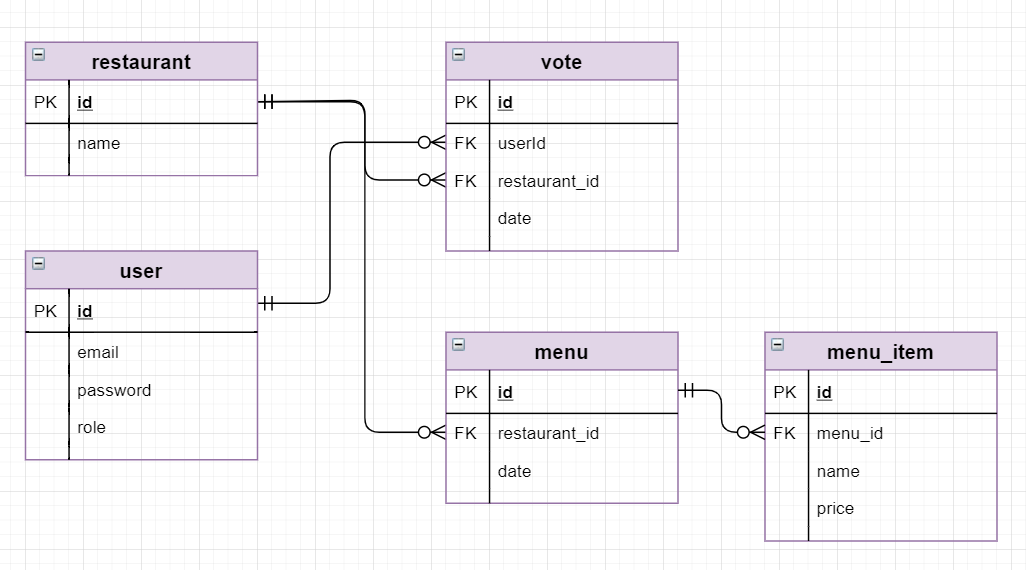 restaurant
PK id
name
vote
PK id
FK userId
FK restaurant_id
date
user
PK id
email
password
role
menu
PK id
FK restaurant_id
date
menu_item
PK id
FK menu_id
name
price